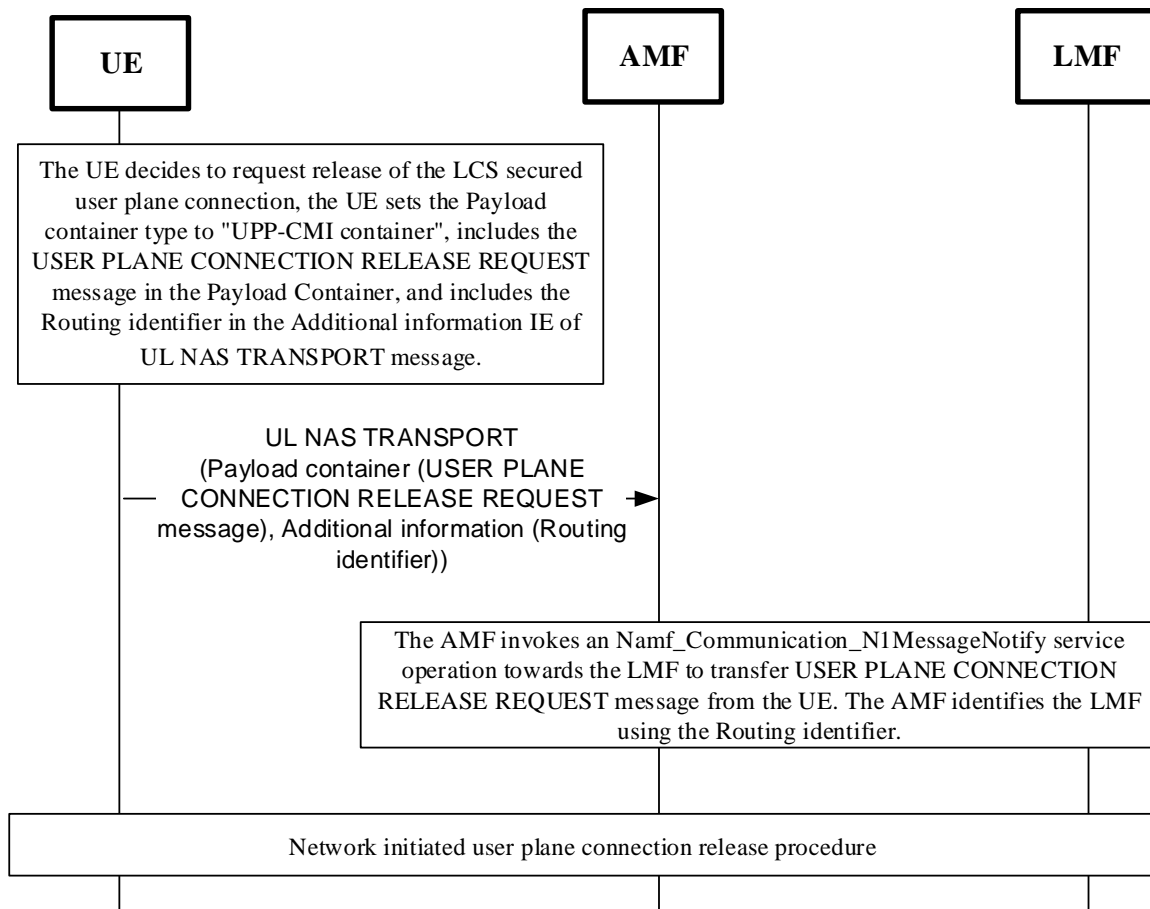 UE
AMF
LMF
The UE decides to request release of the LCS secured
user plane connection, the UE sets the Payload
container type to "UPP-CMI container", includes the
USER PLANE CONNECTION RELEASE REQUEST
message in the Payload Container, and includes the
Routing identifier in the Additional information IE of
UL NAS TRANSPORT message.
UL NAS TRANSPORT
(Payload container (USER PLANE
CONNECTION RELEASE REQUEST
message), Additional information (Routing
identifier))
The AMF invokes an Namf_Communication_N1MessageNotify service
operation towards the LMF to transfer USER PLANE CONNECTION
RELEASE REQUEST message from the UE. The AMF identifies the LMF
using the Routing identifier.
Network initiated user plane connection release procedure